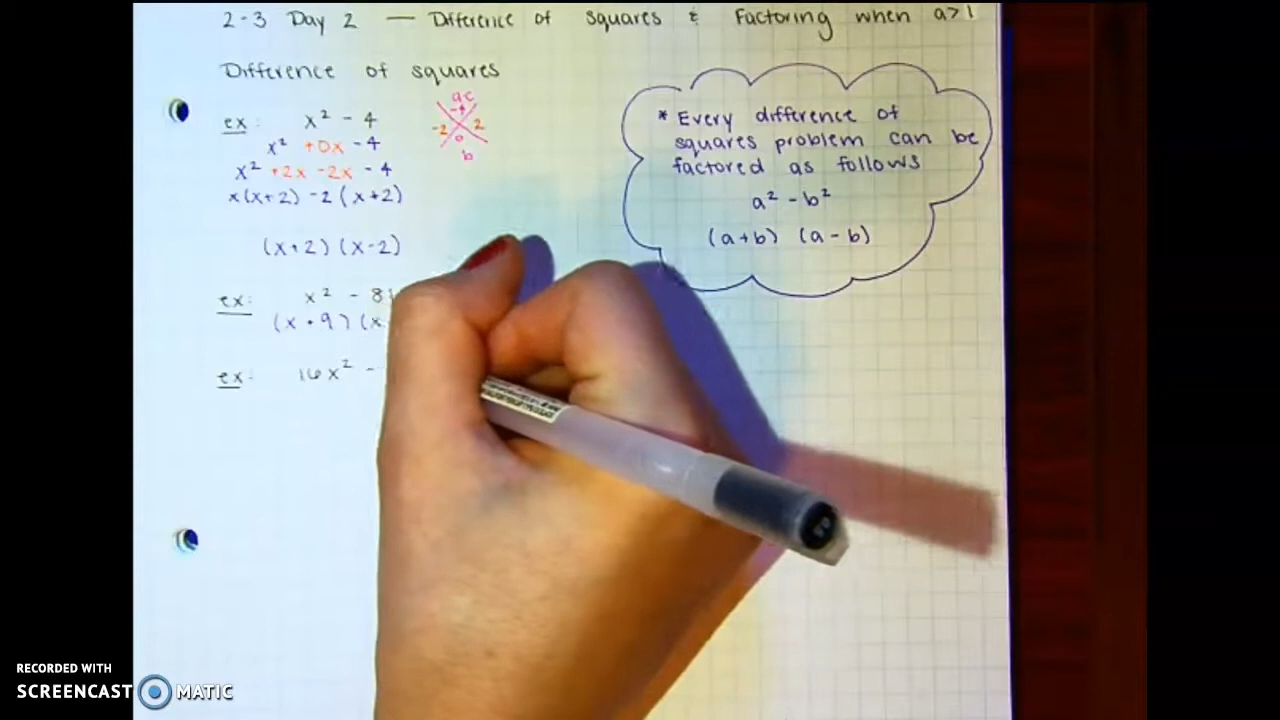 2-3 Day 2 — Difference of squares & Factoring when a>1
Difference of squares
ex: x² - 4
x² +0x -4
x² +2x -2x - 4
x(x+2) -2(x+2)
(x+2)(x-2)
ac
-4
-2 2
0
b
* Every difference of
squares problem can be
factored as follows
a² - b²
(a+b) (a-b)
ex: x² - 81
(x+9)(x
ex: 16x² -
RECORDED WITH
SCREENCAST MATIC